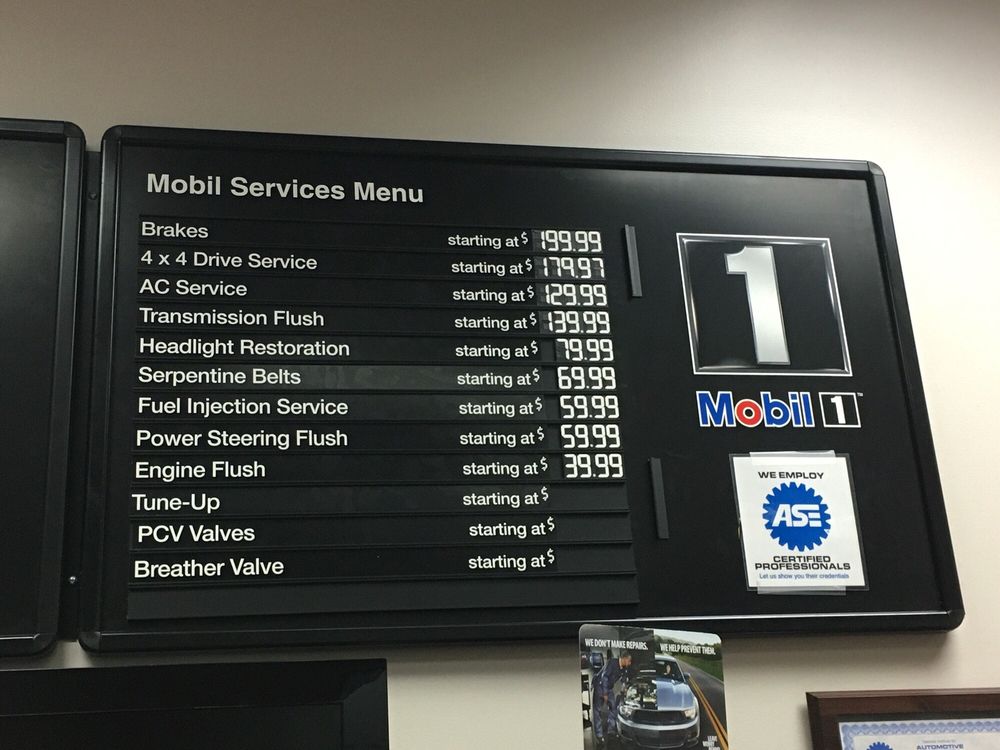 Mobil Services Menu
Brakes starting at $ 199.99
4 x 4 Drive Service starting at $ 179.97
AC Service starting at $ 129.99
Transmission Flush starting at $ 139.99
Headlight Restoration starting at $ 79.99
Serpentine Belts starting at $ 69.99
Fuel Injection Service starting at $ 59.99
Power Steering Flush starting at $ 59.99
Engine Flush starting at $ 39.99
Tune-Up starting at $
PCV Valves starting at $
Breather Valve starting at $
1
Mobil 1™
WE EMPLOY
ASE
CERTIFIED
PROFESSIONALS
Let us show you their credentials
WE DON'T MAKE REPAIRS. WE HELP PREVENT THEM.
AUTOMOTIVE